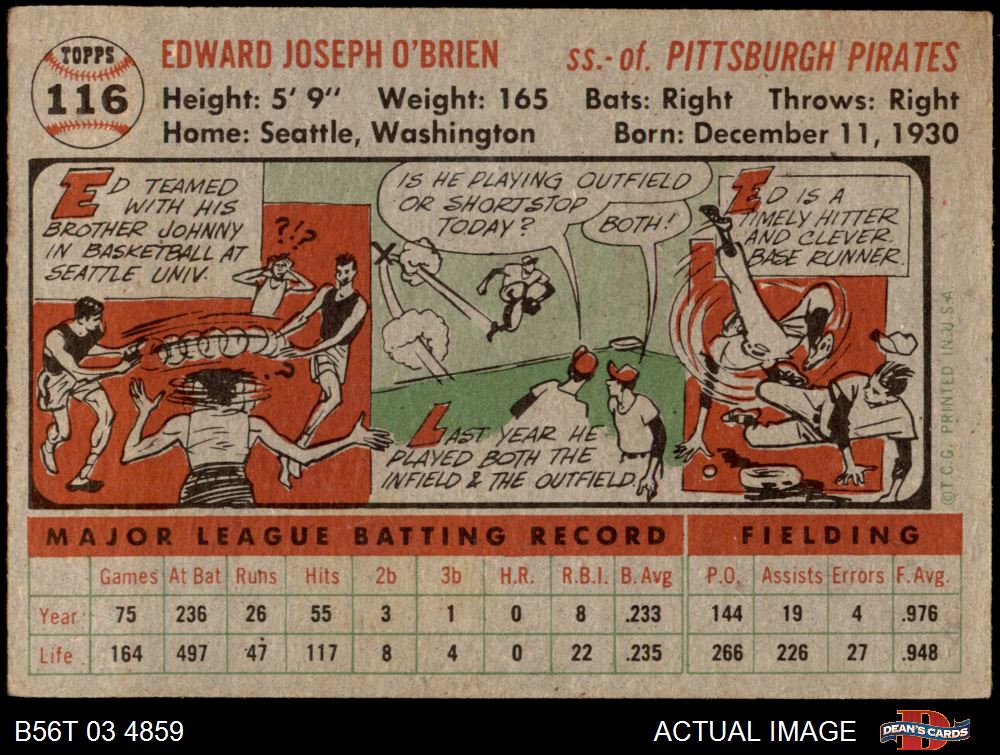 TOPPS
116
EDWARD JOSEPH O'BRIEN
ss.-of. PITTSBURGH PIRATES
Height: 5' 9" Weight: 165 Bats: Right Throws: Right
Home: Seattle, Washington Born: December 11, 1930
ED TEAMED
WITH HIS
BROTHER JOHNNY
IN BASKETBALL AT
SEATTLE UNIV.
?!?
?
IS HE PLAYING OUTFIELD
OR SHORTSTOP
TODAY?
BOTH!
LAST YEAR HE
PLAYED BOTH THE
INFIELD & THE OUTFIELD.
ED IS A
TIMELY HITTER
AND CLEVER
BASE RUNNER.
©T.C.G. PRINTED IN U.S.A.
MAJOR LEAGUE BATTING RECORD FIELDING
Games At Bat Runs Hits 2b 3b H.R. R.B.I. B. Avg P.O. Assists Errors F. Avg.
Year 75 236 26 55 3 1 0 8 .233 144 19 4 .976
Life 164 497 47 117 8 4 0 22 .235 266 226 27 .948
B56T 03 4859 ACTUAL IMAGE DEAN'S CARDS